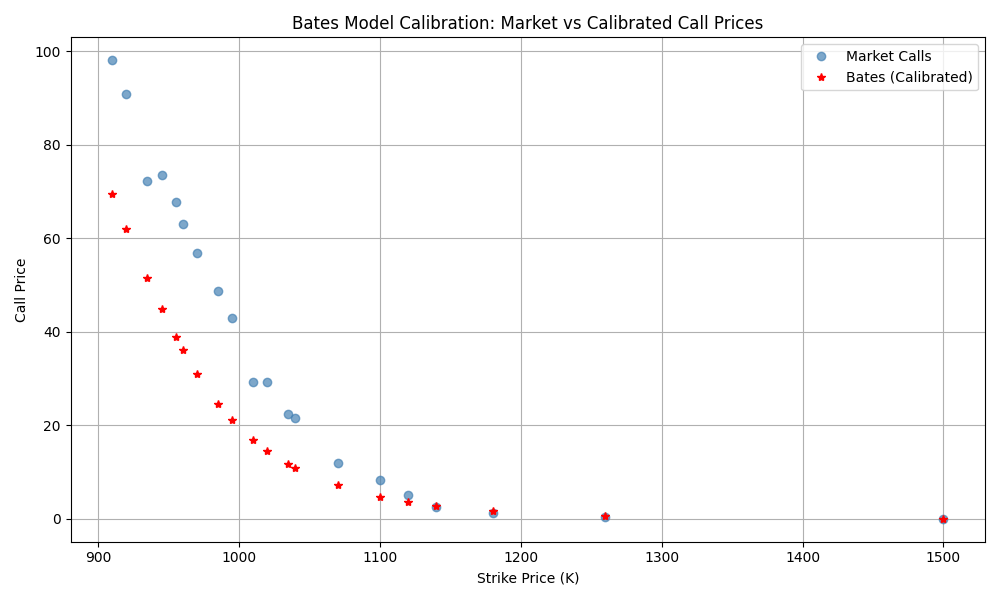 Bates Model Calibration: Market vs Calibrated Call Prices
Market Calls
Bates (Calibrated)
Call Price
100
80
60
40
20
0
900
1000
1100
1200
1300
1400
1500
Strike Price (K)